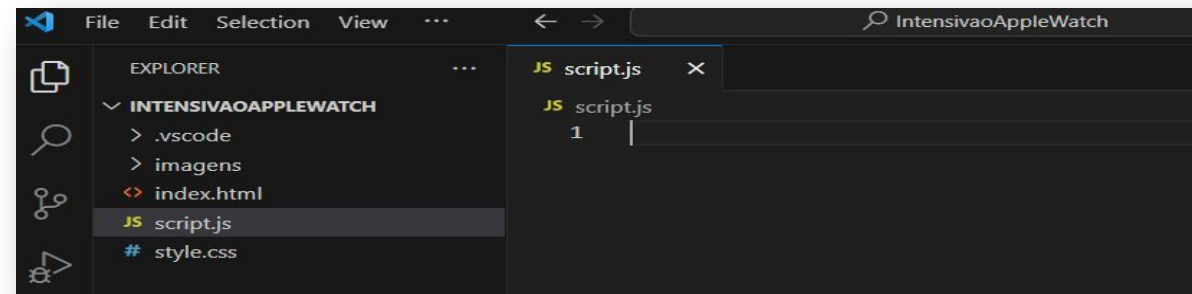 File Edit Selection View ··· ← → IntensivaoAppleWatch
EXPLORER ···
INTENSIVAOAPPLEWATCH
> .vscode
> imagens
<> index.html
JS script.js
# style.css
JS script.js ×
JS script.js
1